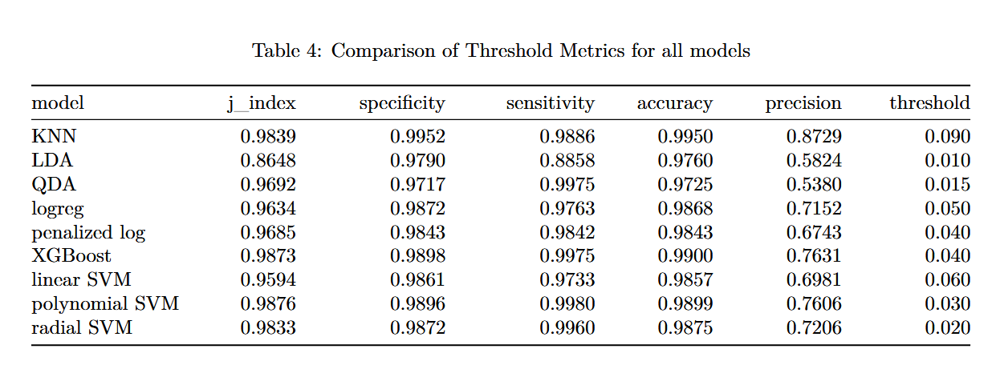 Table 4: Comparison of Threshold Metrics for all models
model j_index specificity sensitivity accuracy precision threshold
KNN 0.9839 0.9952 0.9886 0.9950 0.8729 0.090
LDA 0.8648 0.9790 0.8858 0.9760 0.5824 0.010
QDA 0.9692 0.9717 0.9975 0.9725 0.5380 0.015
logreg 0.9634 0.9872 0.9763 0.9868 0.7152 0.050
penalized log 0.9685 0.9843 0.9842 0.9843 0.6743 0.040
XGBoost 0.9873 0.9898 0.9975 0.9900 0.7631 0.040
linear SVM 0.9594 0.9861 0.9733 0.9857 0.6981 0.060
polynomial SVM 0.9876 0.9896 0.9980 0.9899 0.7606 0.030
radial SVM 0.9833 0.9872 0.9960 0.9875 0.7206 0.020